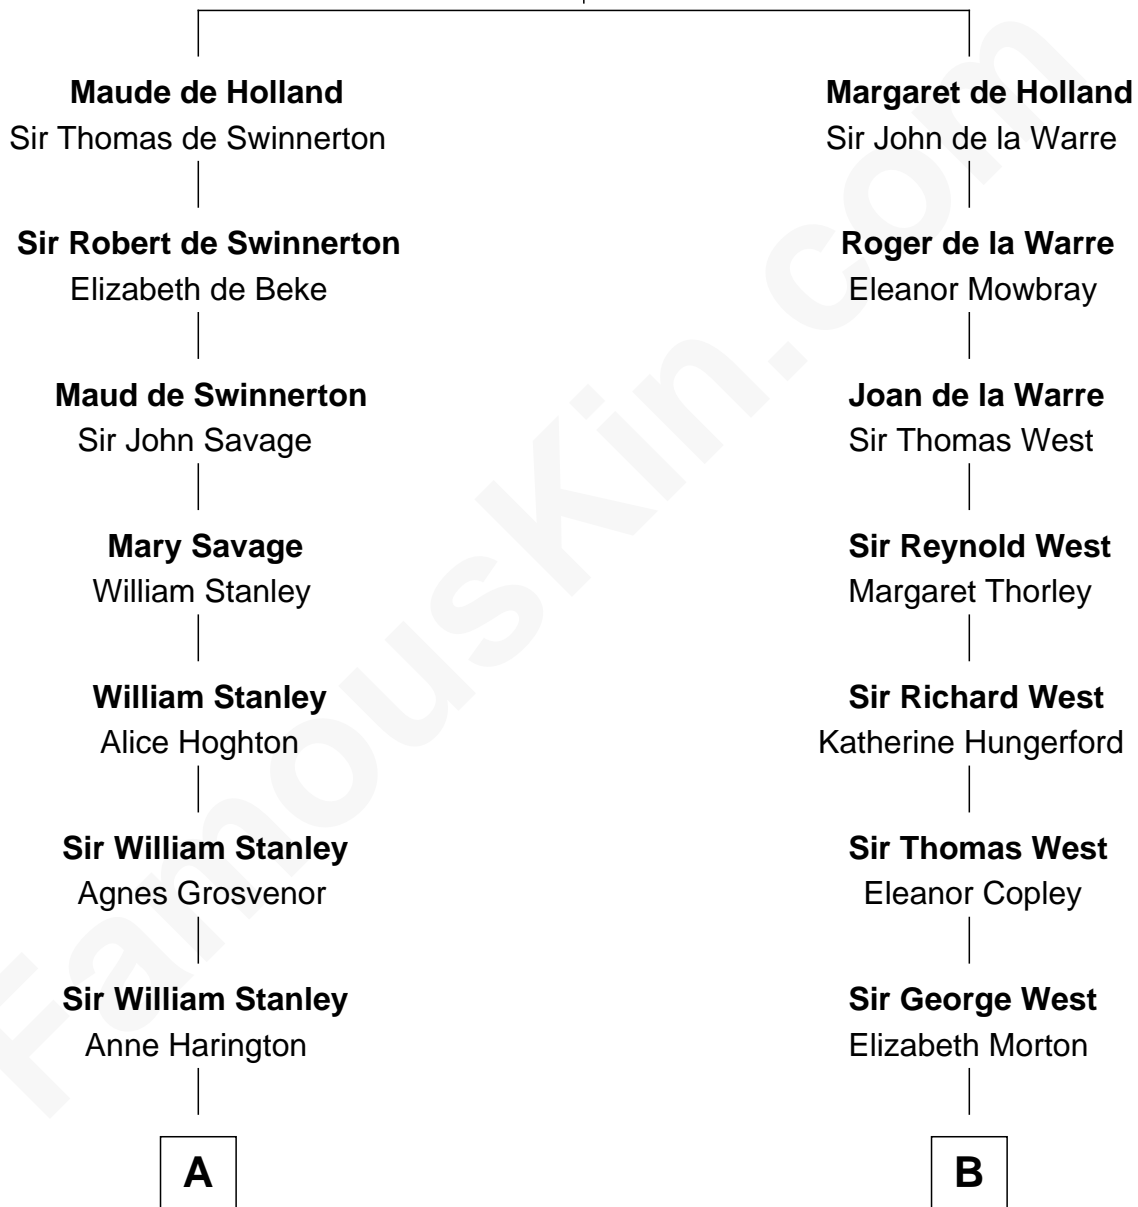 Maude de Holland
Sir Thomas de Swinnerton
Sir Robert de Swinnerton
Elizabeth de Beke
Maud de Swinnerton
Sir John Savage
Mary Savage
William Stanley
William Stanley
Alice Hoghton
Sir William Stanley
Agnes Grosvenor
Sir William Stanley
Anne Harington
A
Margaret de Holland
Sir John de la Warre
Roger de la Warre
Eleanor Mowbray
Joan de la Warre
Sir Thomas West
Sir Reynold West
Margaret Thorley
Sir Richard West
Katherine Hungerford
Sir Thomas West
Eleanor Copley
Sir George West
Elizabeth Morton
B
FamousKin.com